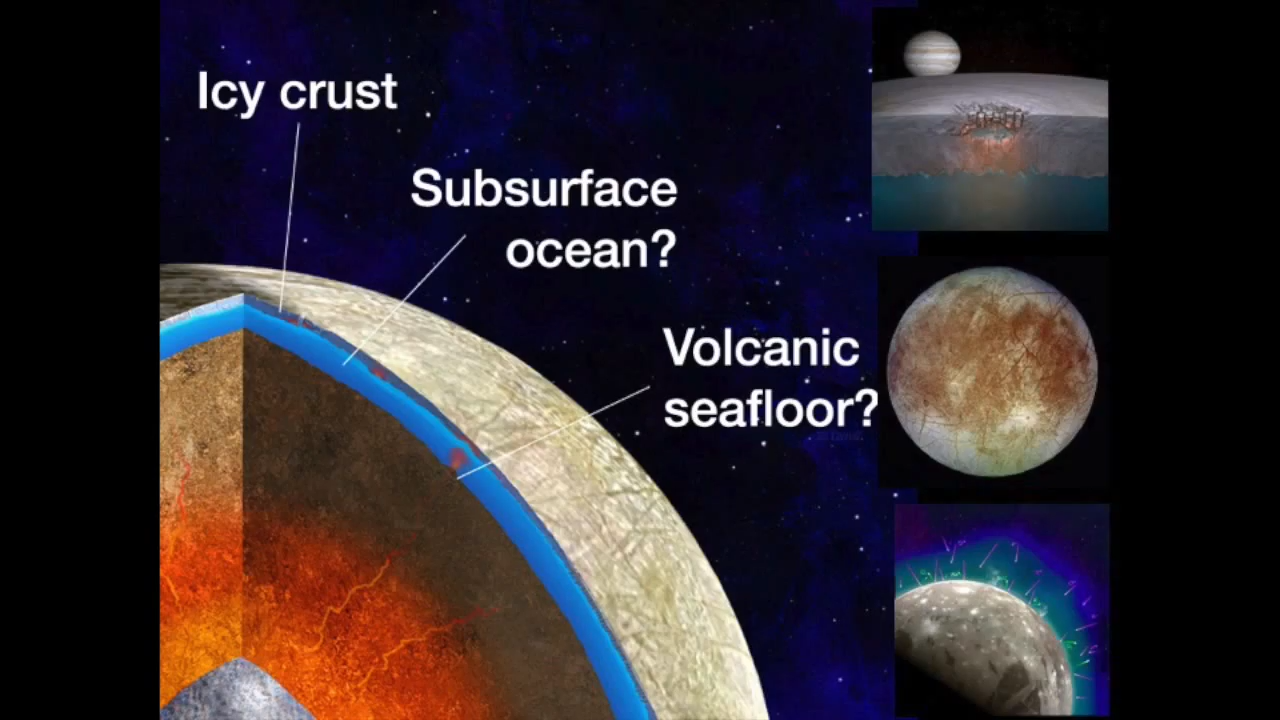 Icy crust
Subsurface
ocean?
Volcanic
seafloor?